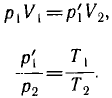 p₁V₁ = p′₁V₂,
p′₁/p₂ = T₁/T₂.